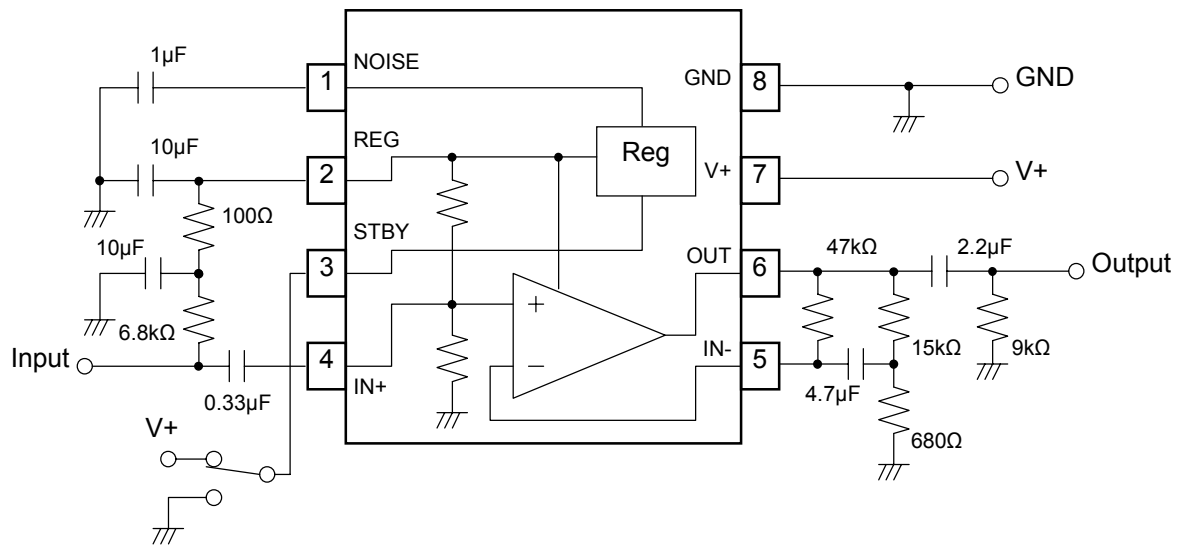 1µF
1
NOISE
GND
8
GND
10µF
2
REG
Reg
V+
7
V+
100Ω
10µF
3
STBY
OUT
6
47kΩ
2.2µF
Output
6.8kΩ
+
Input
4
IN+
−
IN-
5
15kΩ
9kΩ
0.33µF
4.7µF
V+
680Ω